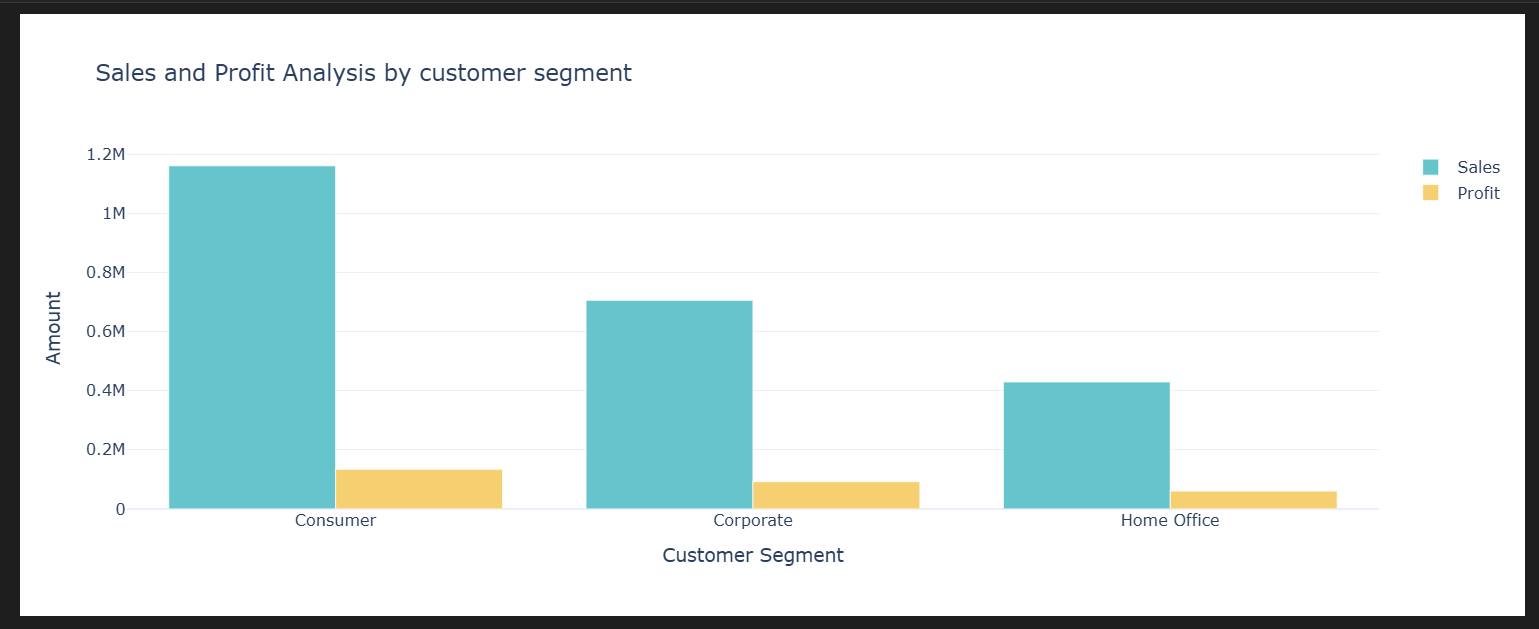 Sales and Profit Analysis by customer segment
1.2M
1M
0.8M
0.6M
0.4M
0.2M
0
Amount
Consumer
Corporate
Home Office
Customer Segment
Sales
Profit